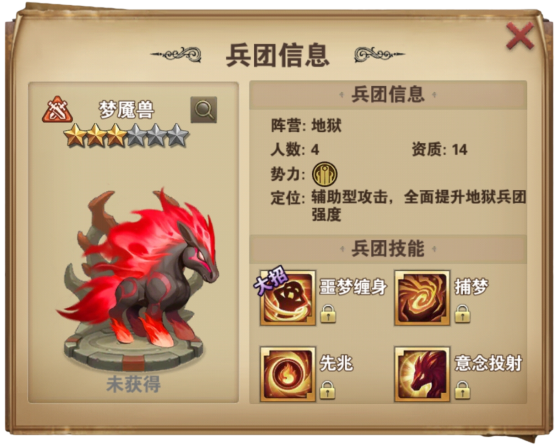 兵团信息
梦魇兽
未获得
兵团信息
阵营: 地狱
人数: 4
资质: 14
势力:
定位: 辅助型攻击，全面提升地狱兵团
强度
兵团技能
大招
噩梦缠身
捕梦
先兆
意念投射